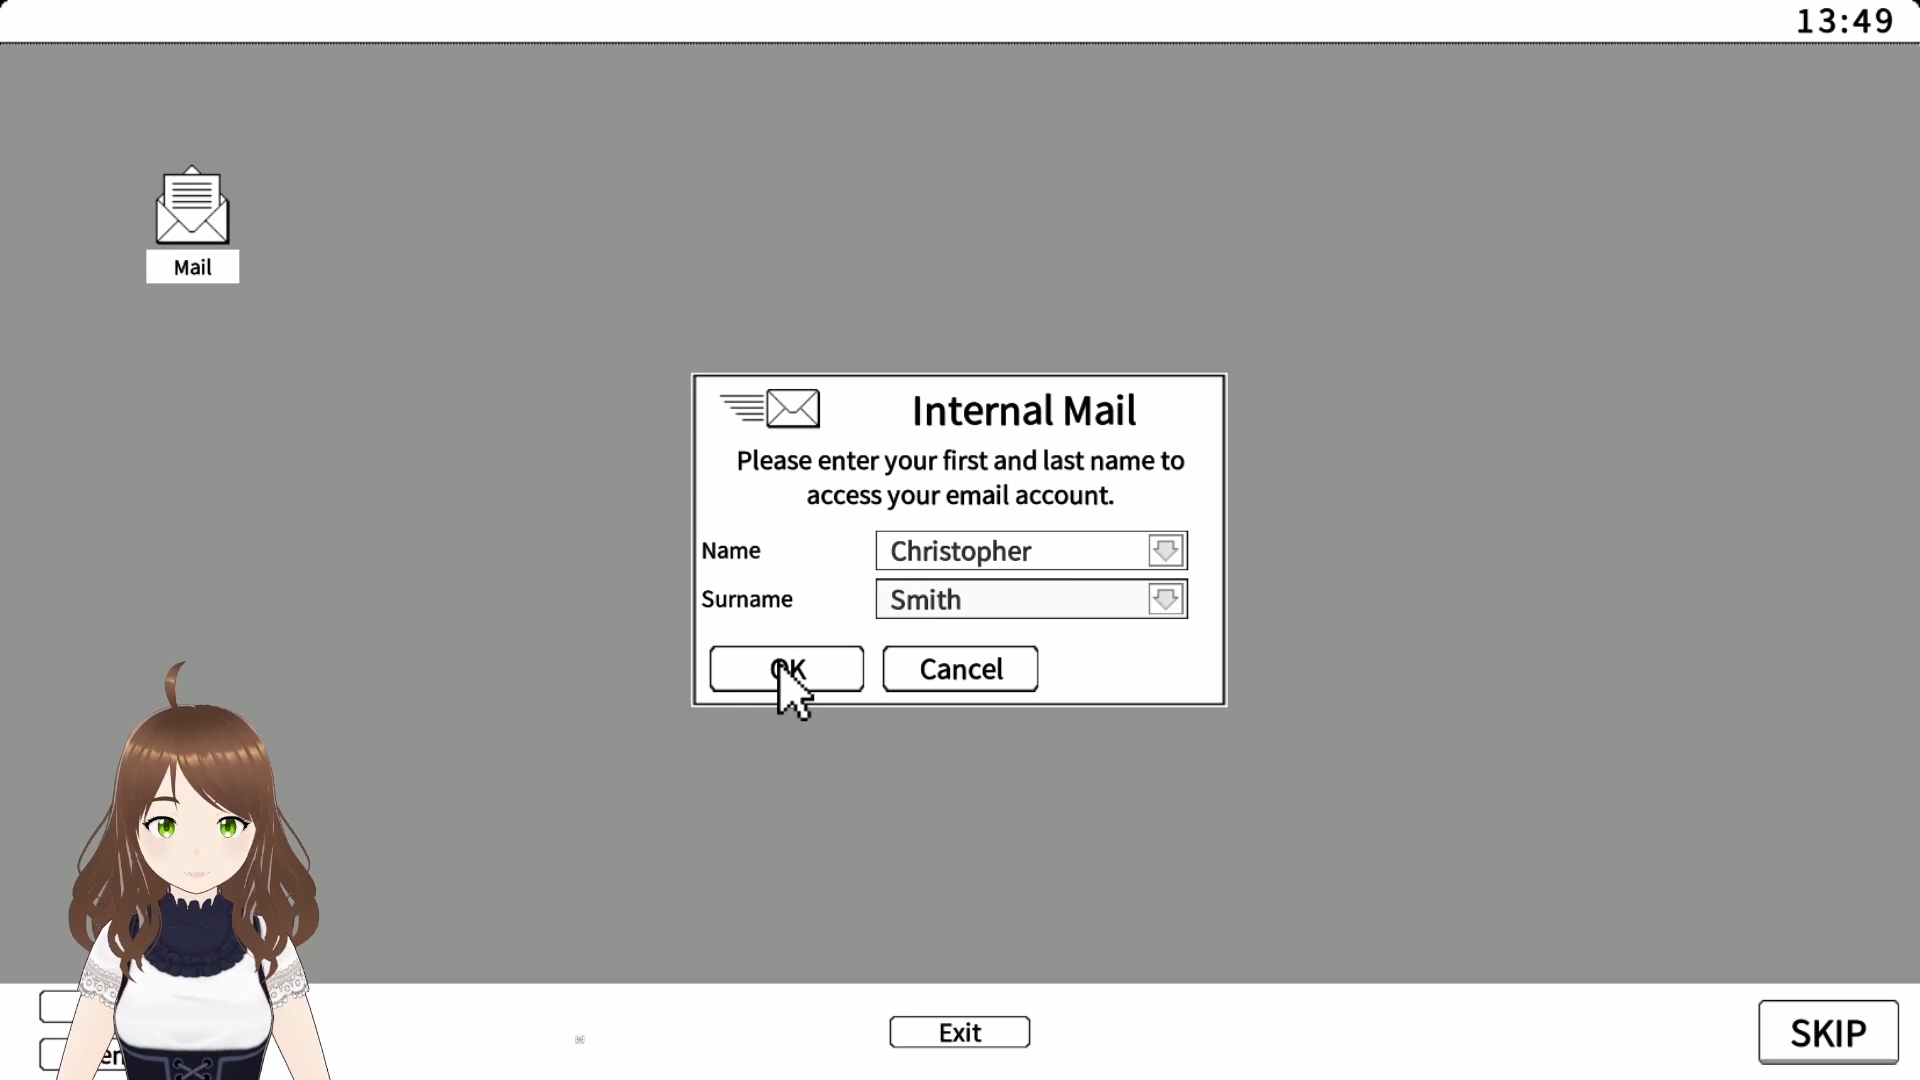 13:49
Mail
Internal Mail
Please enter your first and last name to
access your email account.
Name
Christopher
Surname
Smith
OK
Cancel
Exit
SKIP